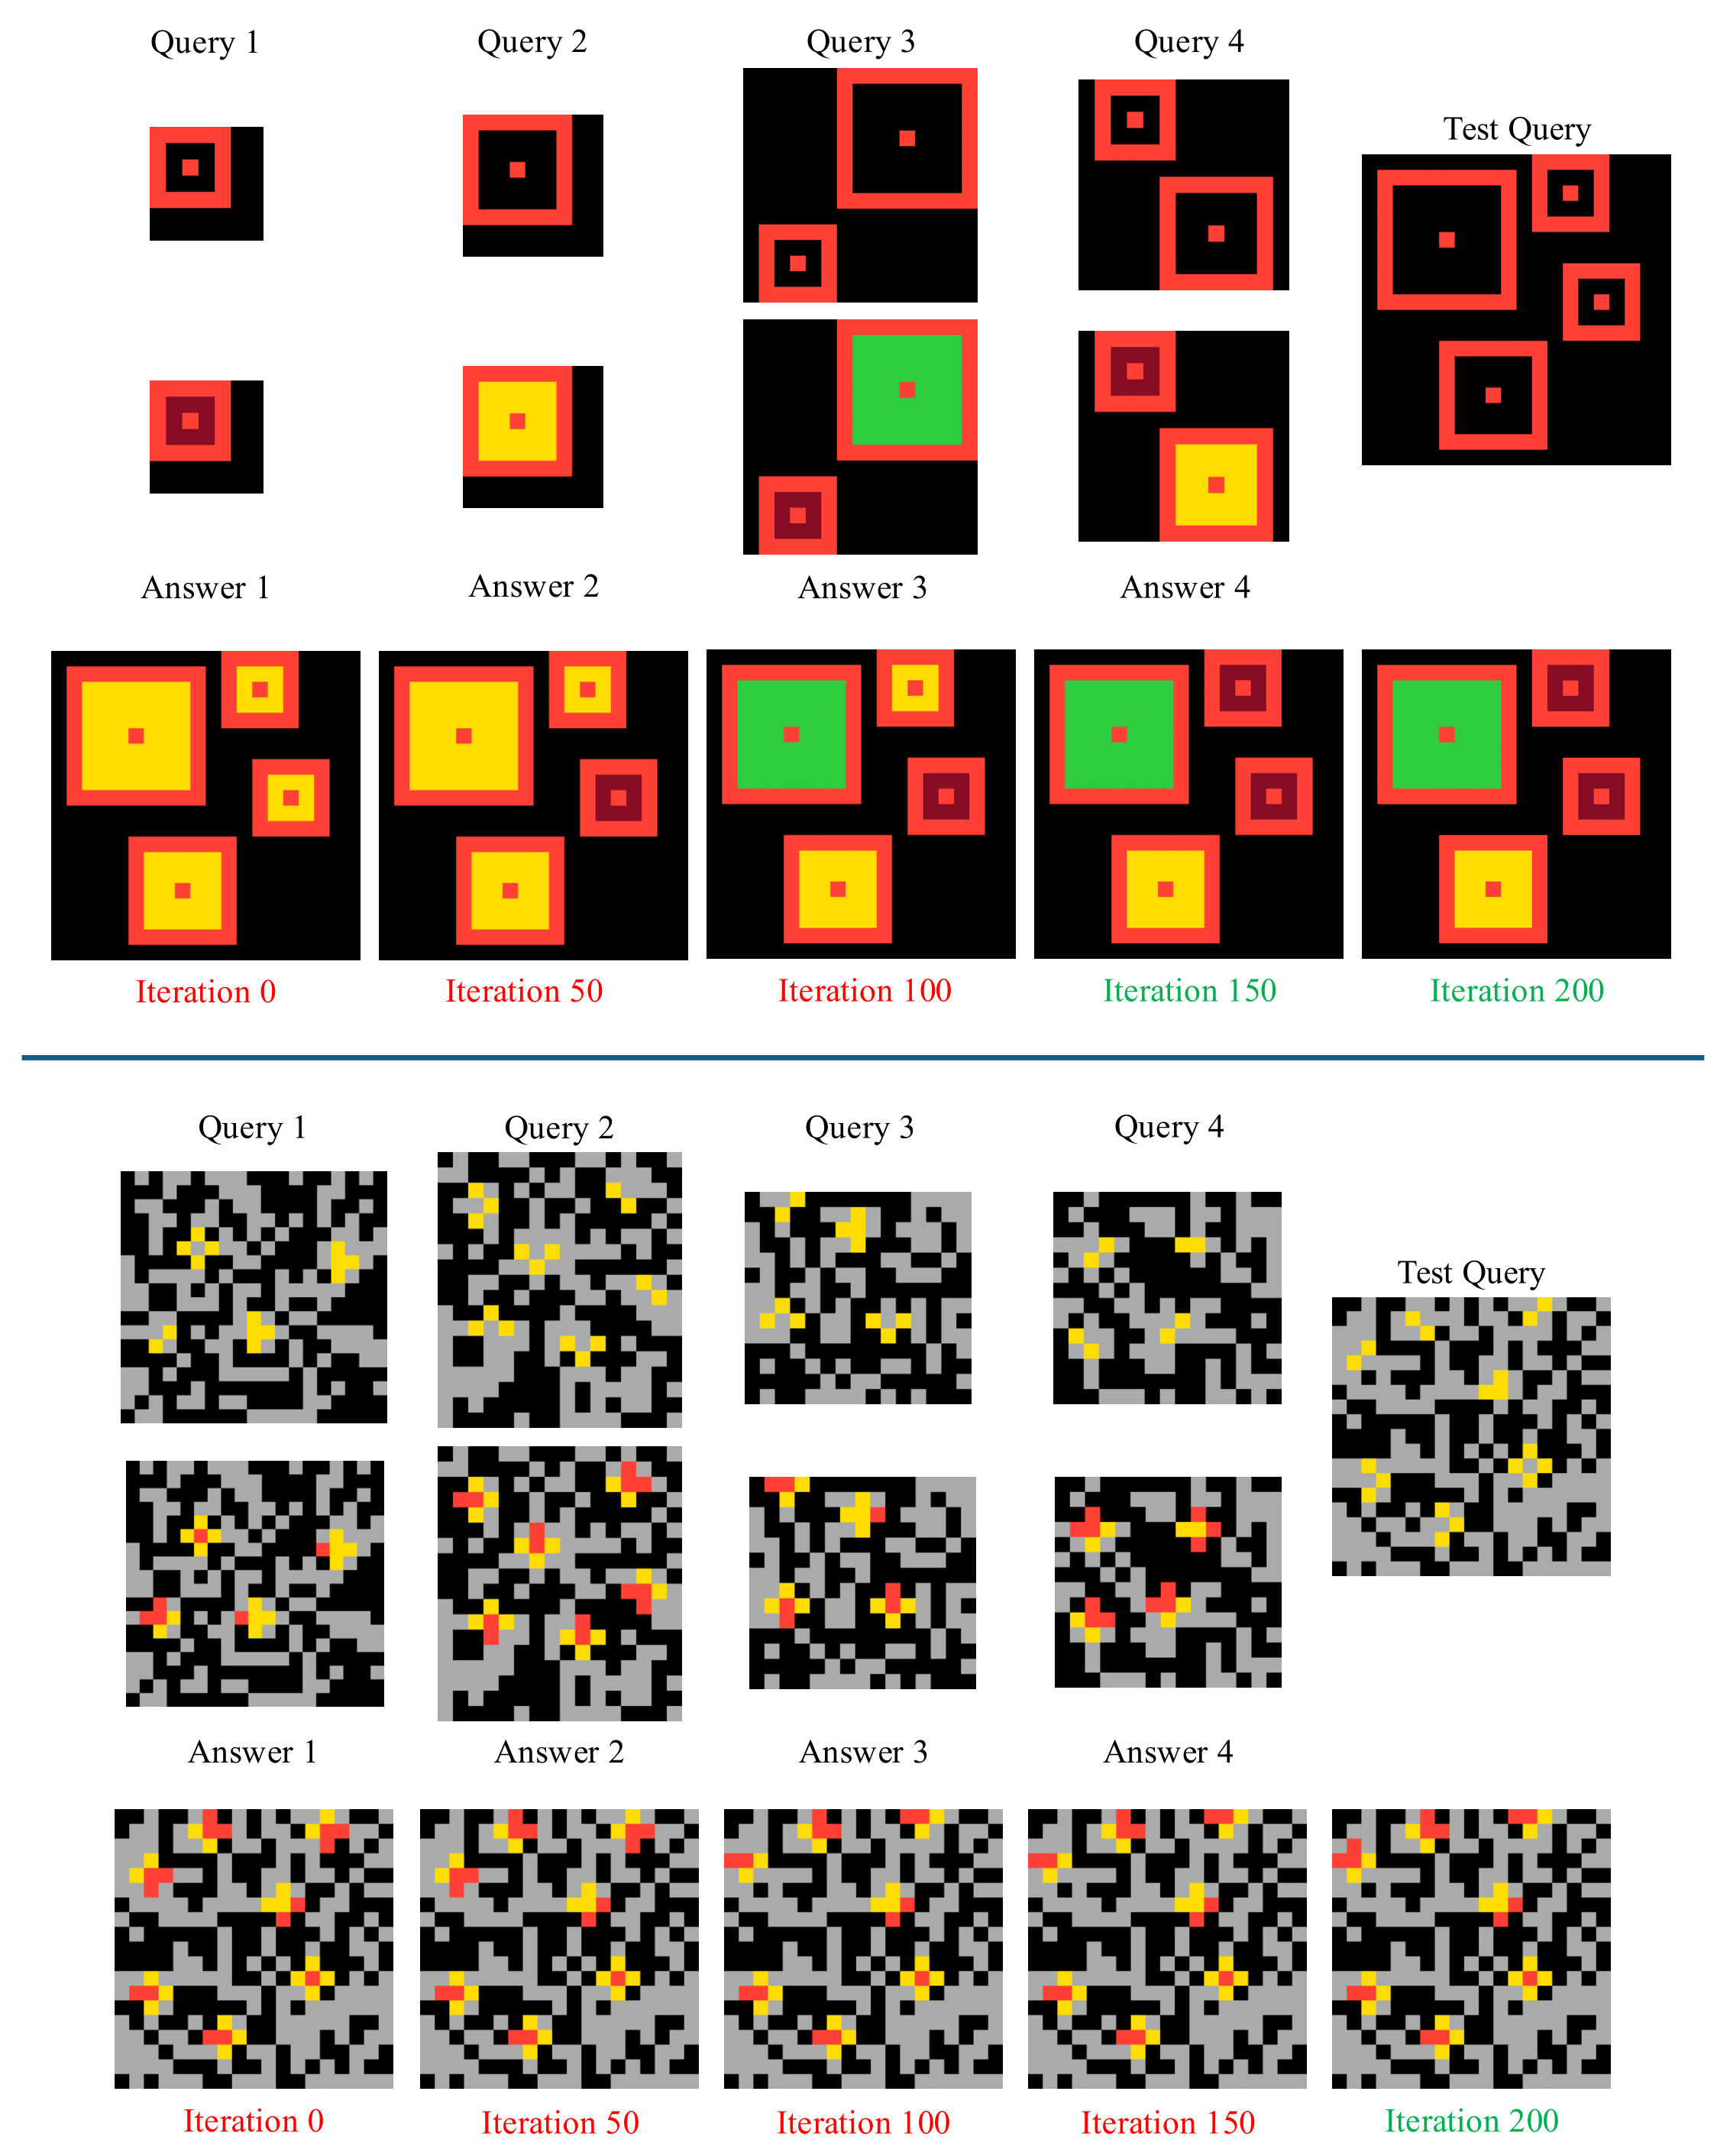 Query 1
Query 2
Query 3
Query 4
Test Query
Answer 1
Answer 2
Answer 3
Answer 4
Iteration 0
Iteration 50
Iteration 100
Iteration 150
Iteration 200
Query 1
Query 2
Query 3
Query 4
Test Query
Answer 1
Answer 2
Answer 3
Answer 4
Iteration 0
Iteration 50
Iteration 100
Iteration 150
Iteration 200